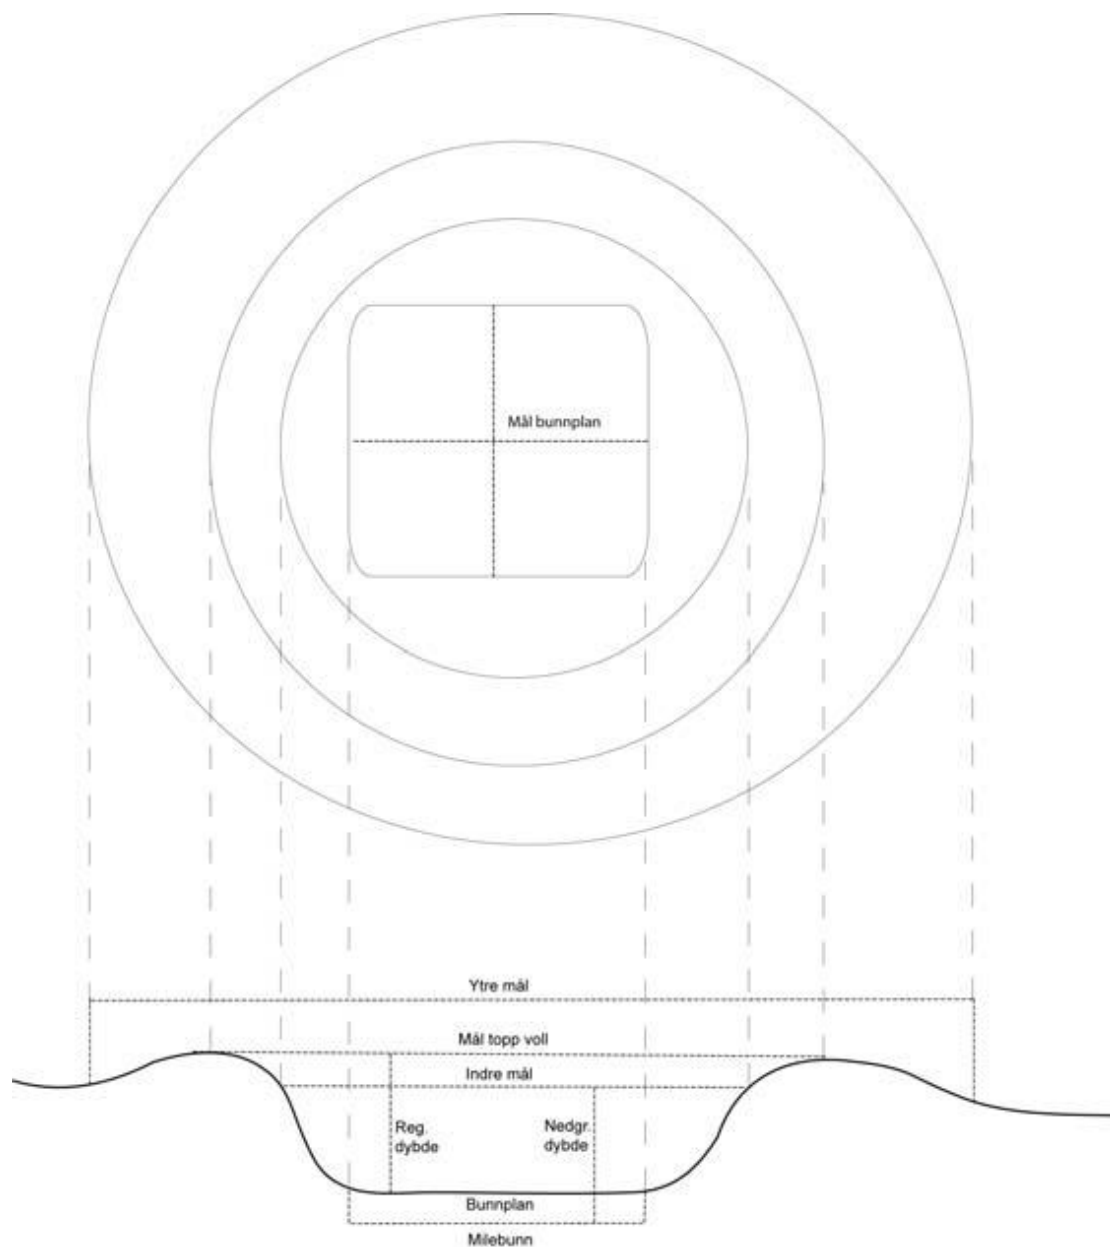 Mål bunnplan
Ytre mål
Mål topp voll
Indre mål
Reg.
dybde
Nedgr.
dybde
Bunnplan
Milebunn